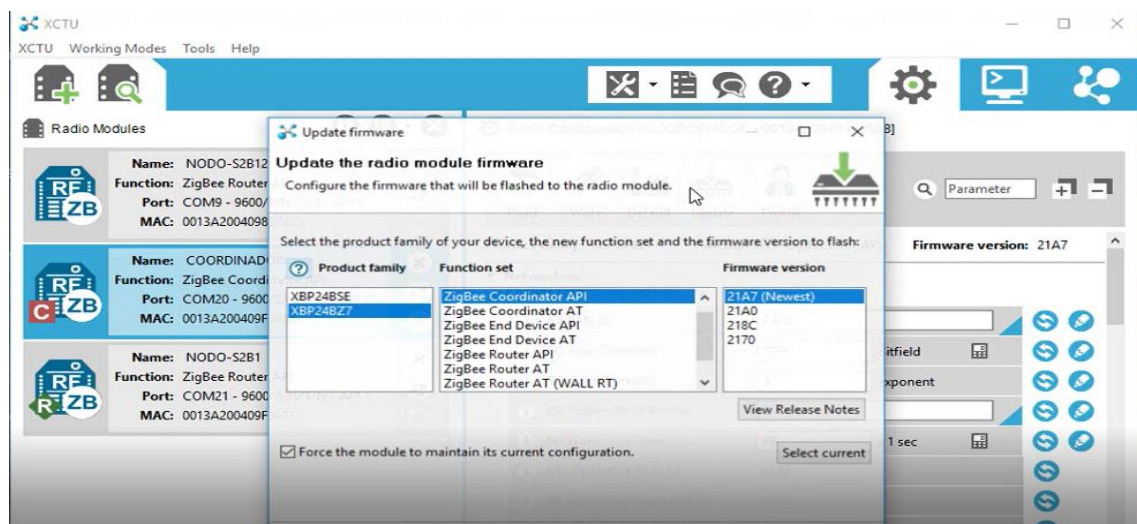 XCTU
XCTU Working Modes Tools Help
Radio Modules
Name: NODO-S2B12
Function: ZigBee Router
Port: COM9 - 9600/
MAC: 0013A2004098
RF ZB
Name: COORDINAD
Function: ZigBee Coordi
Port: COM20 - 9600
MAC: 0013A200409F
RF C ZB
Name: NODO-S2B1
Function: ZigBee Router
Port: COM21 - 9600
MAC: 0013A200409F
RF R ZB
Update firmware
Update the radio module firmware
Configure the firmware that will be flashed to the radio module.
Select the product family of your device, the new function set and the firmware version to flash:
Product family Function set Firmware version
XBP24BSE
XBP24BZ7
ZigBee Coordinator API
ZigBee Coordinator AT
ZigBee End Device API
ZigBee End Device AT
ZigBee Router API
ZigBee Router AT
ZigBee Router AT (WALL RT)
21A7 (Newest)
21A0
218C
2170
View Release Notes
Force the module to maintain its current configuration.
Select current
Parameter
Firmware version: 21A7
itfield
xponent
1 sec